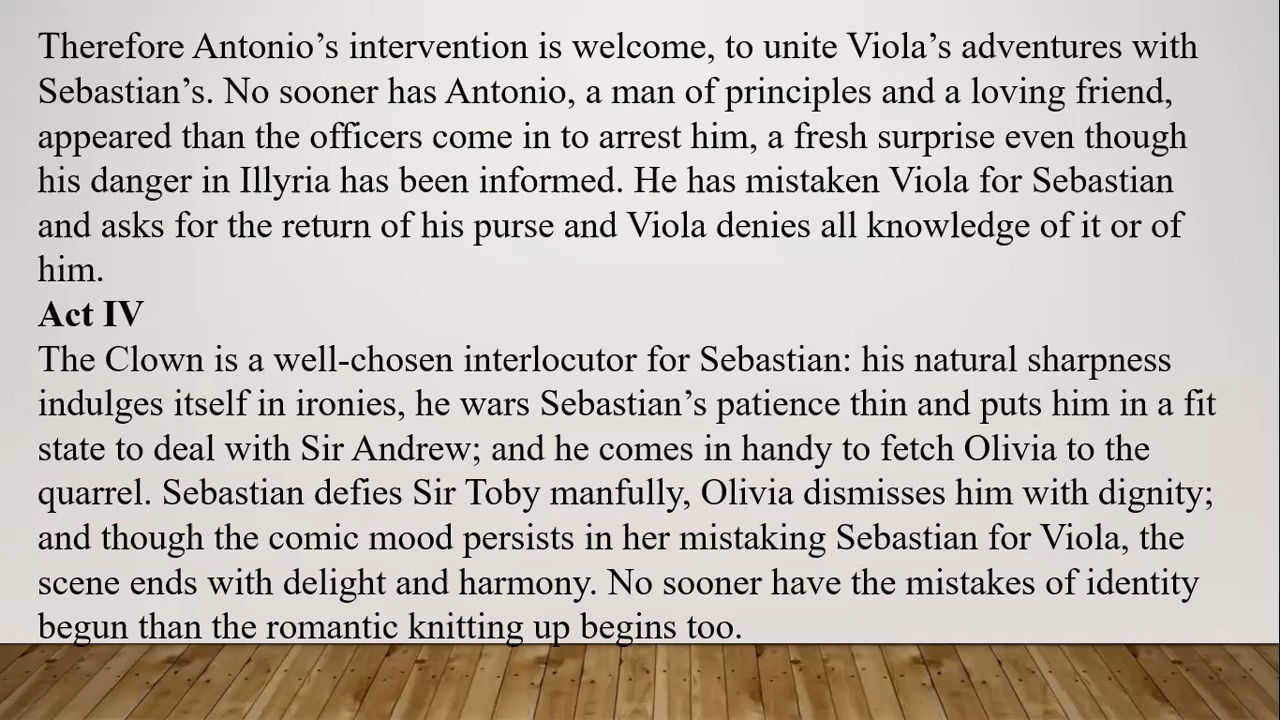 Therefore Antonio’s intervention is welcome, to unite Viola’s adventures with
Sebastian’s. No sooner has Antonio, a man of principles and a loving friend,
appeared than the officers come in to arrest him, a fresh surprise even though
his danger in Illyria has been informed. He has mistaken Viola for Sebastian
and asks for the return of his purse and Viola denies all knowledge of it or of
him.
Act IV
The Clown is a well-chosen interlocutor for Sebastian: his natural sharpness
indulges itself in ironies, he wars Sebastian’s patience thin and puts him in a fit
state to deal with Sir Andrew; and he comes in handy to fetch Olivia to the
quarrel. Sebastian defies Sir Toby manfully, Olivia dismisses him with dignity;
and though the comic mood persists in her mistaking Sebastian for Viola, the
scene ends with delight and harmony. No sooner have the mistakes of identity
begun than the romantic knitting up begins too.